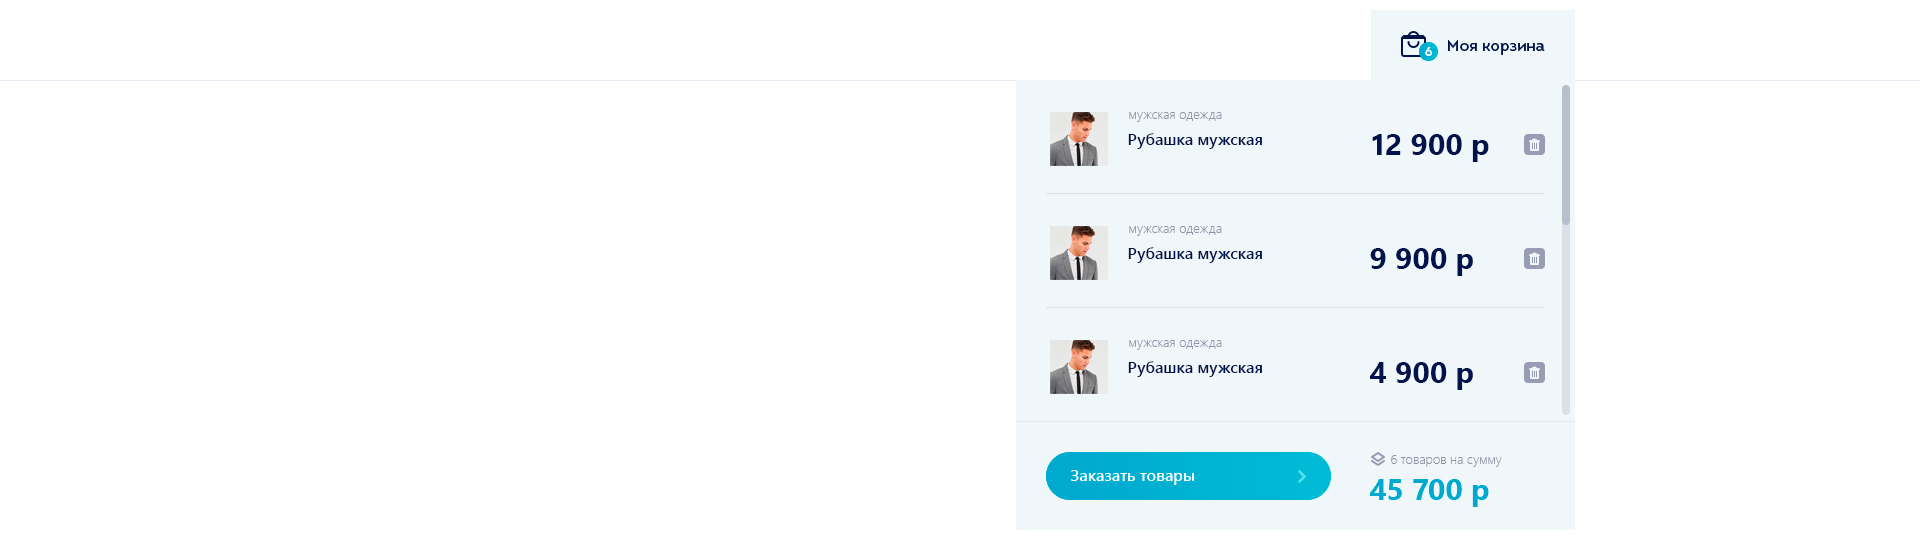 6 Моя корзина
мужская одежда
Рубашка мужская
12 900 р
мужская одежда
Рубашка мужская
9 900 р
мужская одежда
Рубашка мужская
4 900 р
Заказать товары
6 товаров на сумму
45 700 р